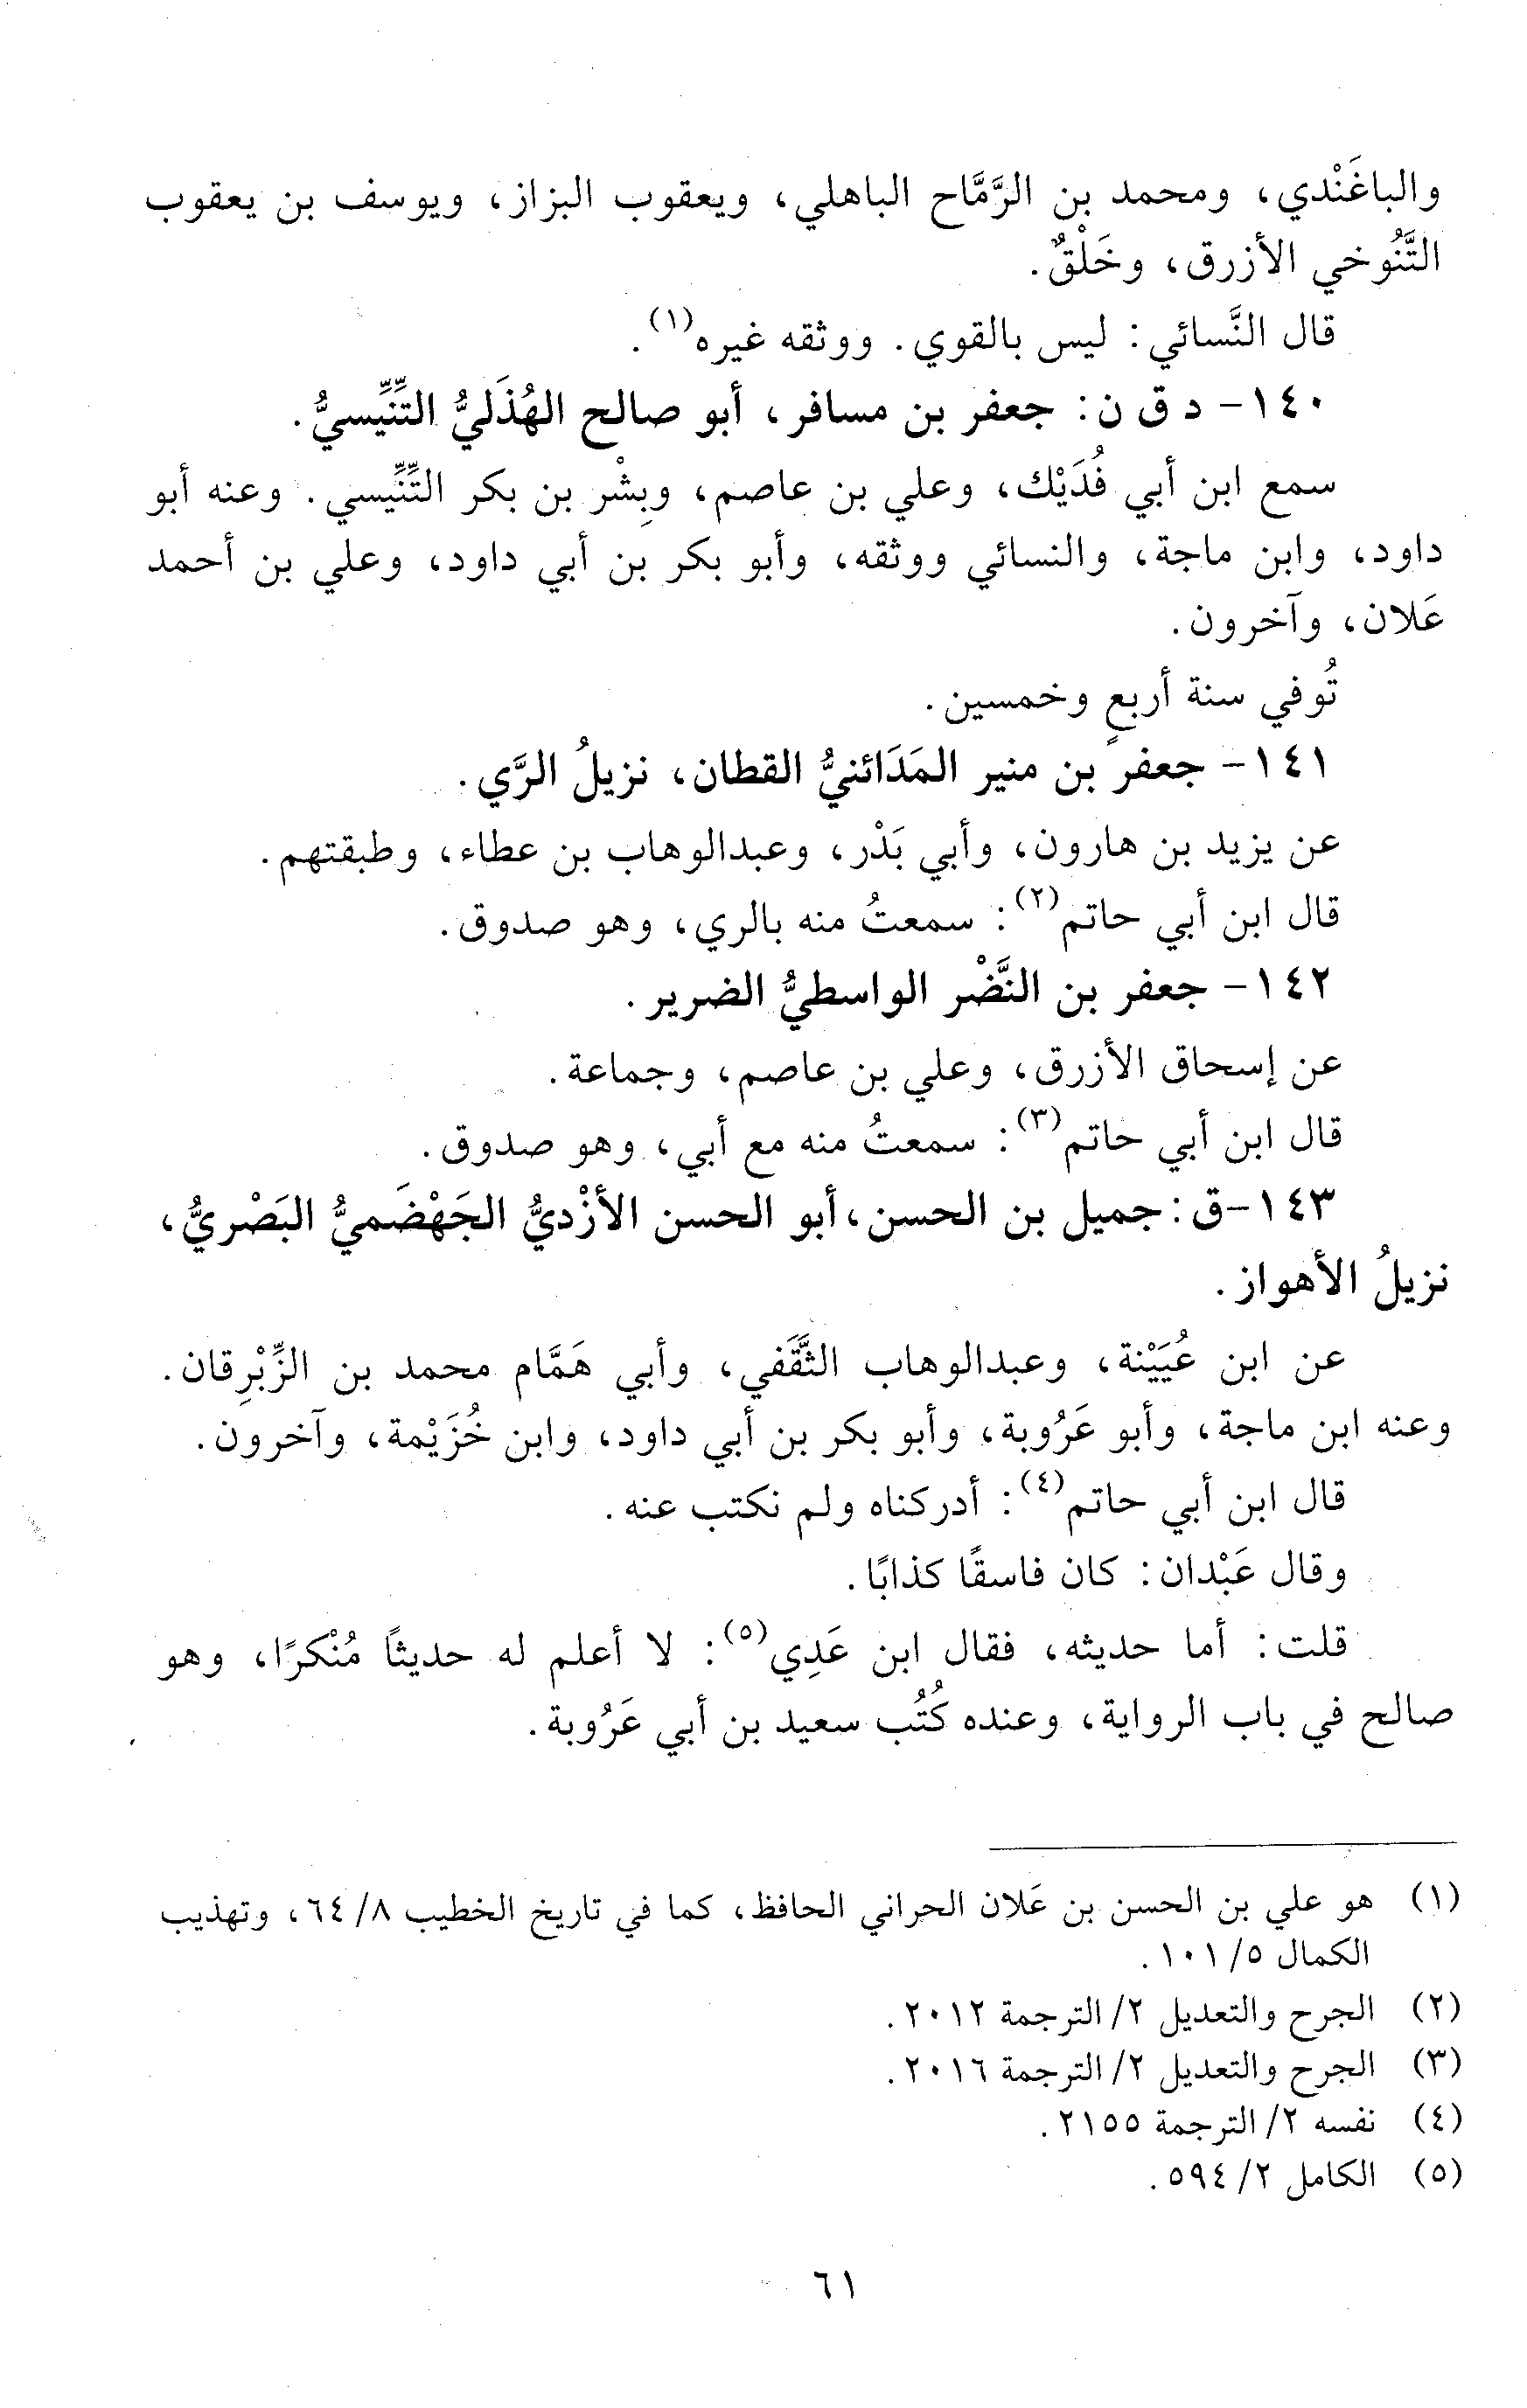 والباغَنْدي، ومحمد بن الرَّمَّاح الباهلي، ويعقوب البزاز، ويوسف بن يعقوب
التَّنُوخي الأزرق، وخَلْقٌ.
قال النَّسائي: ليس بالقوي. ووثقه غيره(١).
١٤٠- د ق ن: جعفر بن مسافر، أبو صالح الهُذَليُّ التِّنِّيسيُّ.
سمع ابن أبي فُدَيْك، وعلي بن عاصم، وبِشْر بن بكر التِّنِّيسي. وعنه أبو
داود، وابن ماجة، والنسائي ووثقه، وأبو بكر بن أبي داود، وعلي بن أحمد
عَلان، وآخرون.
تُوفي سنة أربعٍ وخمسين.
١٤١- جعفر بن منير المَدَائنيُّ القطان، نزيلُ الرَّي.
عن يزيد بن هارون، وأبي بَدْر، وعبدالوهاب بن عطاء، وطبقتهم.
قال ابن أبي حاتم(٢): سمعتُ منه بالري، وهو صدوق.
١٤٢- جعفر بن النَّضْر الواسطيُّ الضرير.
عن إسحاق الأزرق، وعلي بن عاصم، وجماعة.
قال ابن أبي حاتم(٣): سمعتُ منه مع أبي، وهو صدوق.
١٤٣-ق: جميل بن الحسن، أبو الحسن الأزْديُّ الجَهْضَميُّ البَصْريُّ،
نزيلُ الأهواز.
عن ابن عُيَيْنة، وعبدالوهاب الثَّقَفي، وأبي هَمَّام محمد بن الزِّبْرِقان.
وعنه ابن ماجة، وأبو عَرُوبة، وأبو بكر بن أبي داود، وابن خُزَيْمة، وآخرون.
قال ابن أبي حاتم(٤): أدركناه ولم نكتب عنه.
وقال عَبْدان: كان فاسقًا كذابًا.
قلت: أما حديثه، فقال ابن عَدِي(٥): لا أعلم له حديثًا مُنْكرًا، وهو
صالح في باب الرواية، وعنده كُتُب سعيد بن أبي عَرُوبة.
(١) هو علي بن الحسن بن عَلان الحراني الحافظ، كما في تاريخ الخطيب ٨/ ٦٤، وتهذيب
الكمال ٥/ ١٠١.
(٢) الجرح والتعديل ٢/ الترجمة ٢٠١٢.
(٣) الجرح والتعديل ٢/ الترجمة ٢٠١٦.
(٤) نفسه ٢/ الترجمة ٢١٥٥.
(٥) الكامل ٢/ ٥٩٤.
٦١